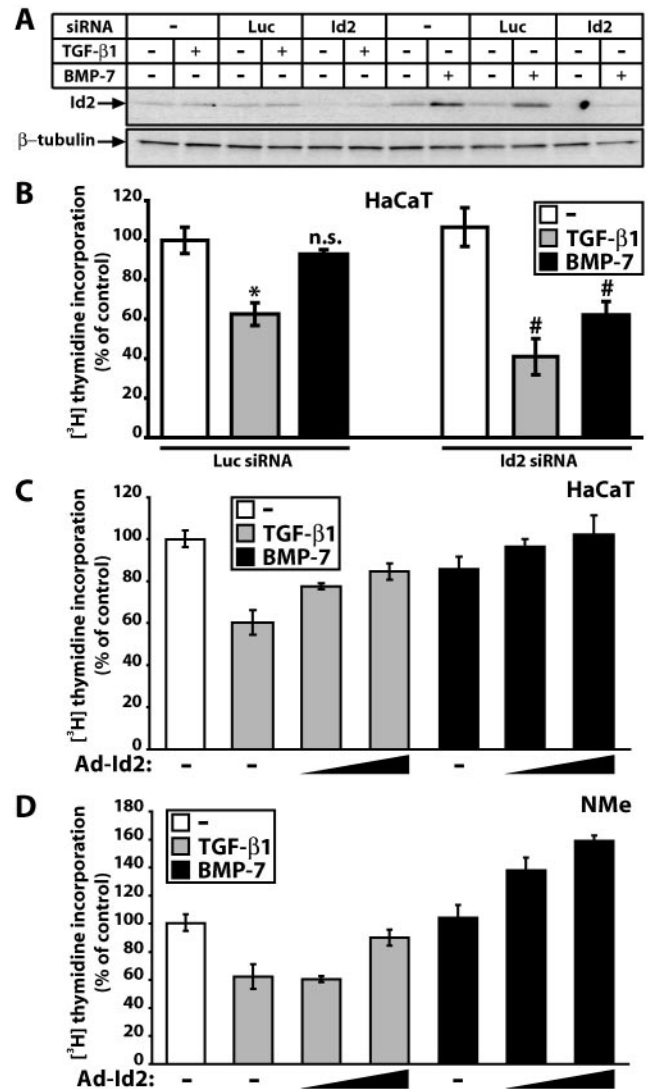 A
siRNA - Luc Id2 - Luc Id2
TGF-β1 - + - + - + - - - - - -
BMP-7 - - - - - - - + - + - +
Id2
β-tubulin
B
HaCaT
[³H] thymidine incorporation
(% of control)
120
100
80
60
40
20
0
-
TGF-β1
BMP-7
*
n.s.
#
#
Luc siRNA
Id2 siRNA
C
HaCaT
[³H] thymidine incorporation
(% of control)
120
100
80
60
40
20
0
-
TGF-β1
BMP-7
Ad-Id2: - - -
D
NMe
[³H] thymidine incorporation
(% of control)
180
160
140
120
100
80
60
40
20
0
-
TGF-β1
BMP-7
Ad-Id2: - - -